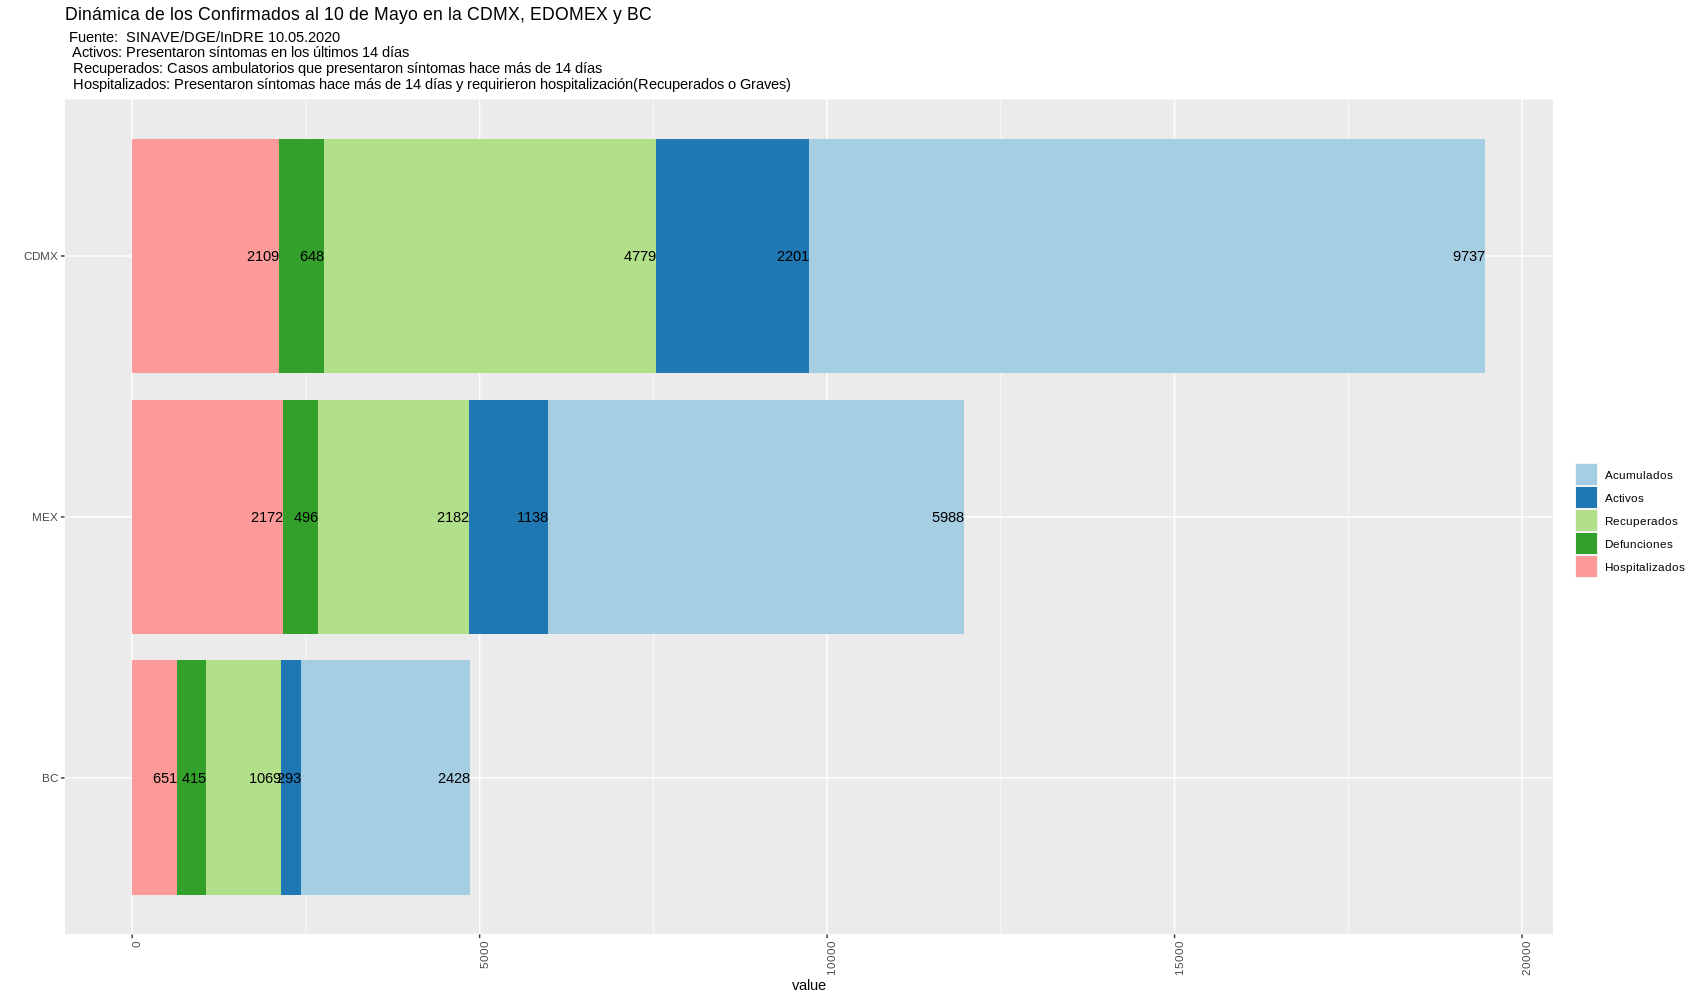 Dinámica de los Confirmados al 10 de Mayo en la CDMX, EDOMEX y BC
Fuente:  SINAVE/DGE/InDRE 10.05.2020
Activos: Presentaron síntomas en los últimos 14 días
Recuperados: Casos ambulatorios que presentaron síntomas hace más de 14 días
Hospitalizados: Presentaron síntomas hace más de 14 días y requirieron hospitalización(Recuperados o Graves)
CDMX
2109 648 4779 2201 9737
MEX
2172 496 2182 1138 5988
BC
651 415 1069 293 2428
Acumulados
Activos
Recuperados
Defunciones
Hospitalizados
0 5000 10000 15000 20000
value